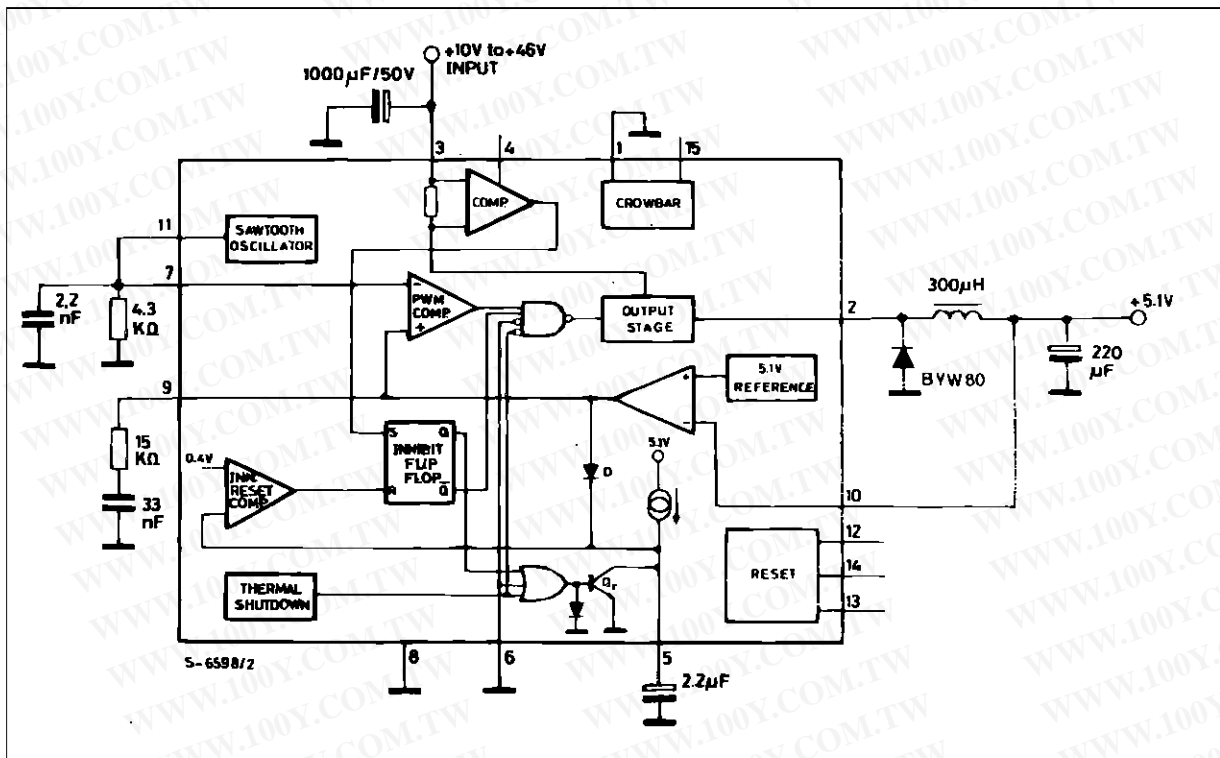 +10V to +46V
INPUT
1000µF/50V
3
4
1
15
COMP.
CROWBAR
11
SAWTOOTH
OSCILLATOR
7
2.2
nF
4.3
KΩ
-
PWM
COMP.
+
OUTPUT
STAGE
2
300µH
+5.1V
220
µF
BYW80
9
5.1V
REFERENCE
+
-
15
KΩ
33
nF
0.4V
INH.
RESET
COMP.
S
Q
INHIBIT
FLIP
FLOP
R
Q̅
D
5.1V
10
12
14
13
RESET
THERMAL
SHUTDOWN
Qr
S-6598/2
8
6
5
2.2µF
WWW.100Y.COM.TW